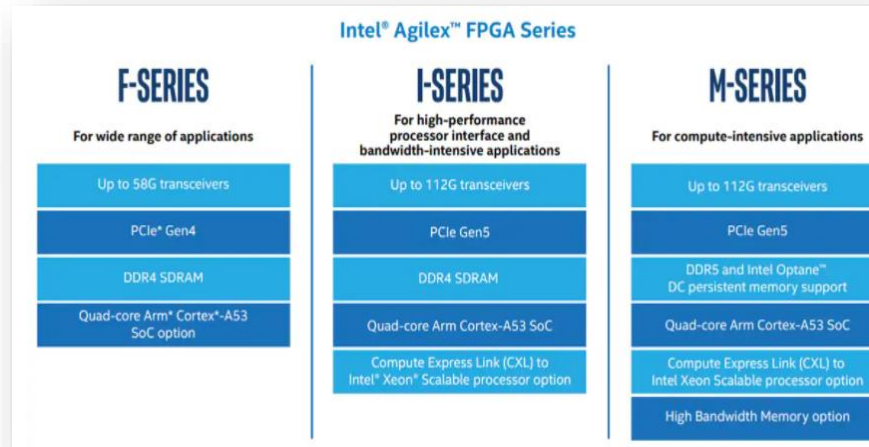 Intel® Agilex™ FPGA Series
F-SERIES
For wide range of applications
Up to 58G transceivers
PCIe* Gen4
DDR4 SDRAM
Quad-core Arm* Cortex*-A53
SoC option
I-SERIES
For high-performance
processor interface and
bandwidth-intensive applications
Up to 112G transceivers
PCIe Gen5
DDR4 SDRAM
Quad-core Arm Cortex-A53 SoC
Compute Express Link (CXL) to
Intel® Xeon® Scalable processor option
M-SERIES
For compute-intensive applications
Up to 112G transceivers
PCIe Gen5
DDR5 and Intel Optane™
DC persistent memory support
Quad-core Arm Cortex-A53 SoC
Compute Express Link (CXL) to
Intel Xeon Scalable processor option
High Bandwidth Memory option